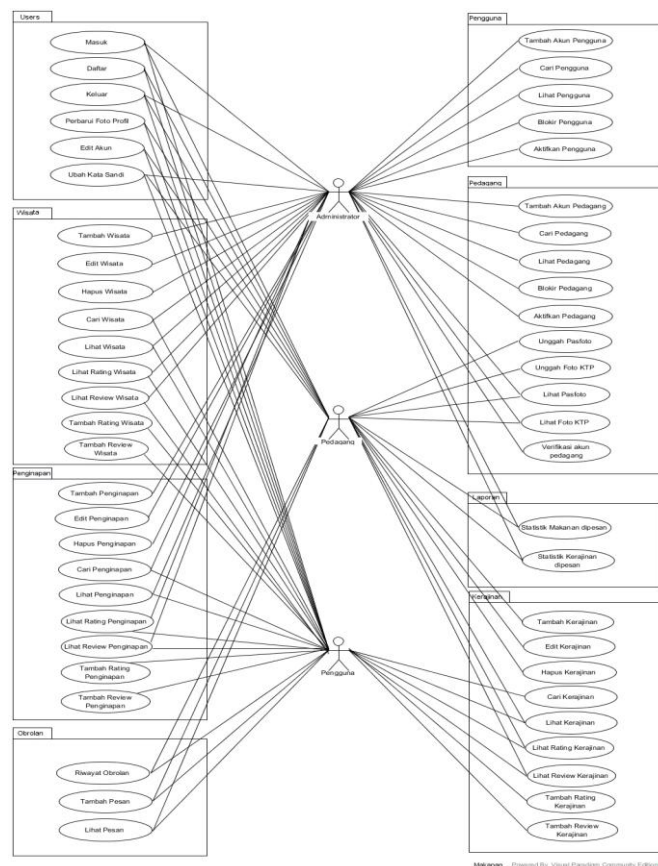 Users
Masuk
Daftar
Keluar
Perbarui Foto Profil
Edit Akun
Ubah Kata Sandi
Wisata
Tambah Wisata
Edit Wisata
Hapus Wisata
Cari Wisata
Lihat Wisata
Lihat Rating Wisata
Lihat Review Wisata
Tambah Rating Wisata
Tambah Review
Wisata
Penginapan
Tambah Penginapan
Edit Penginapan
Hapus Penginapan
Cari Penginapan
Lihat Penginapan
Lihat Rating Penginapan
Lihat Review Penginapan
Tambah Rating
Penginapan
Tambah Review
Penginapan
Obrolan
Riwayat Obrolan
Tambah Pesan
Lihat Pesan
Administrator
Pedagang
Pengguna
Pengguna
Tambah Akun Pengguna
Cari Pengguna
Lihat Pengguna
Blokir Pengguna
Aktifkan Pengguna
Pedagang
Tambah Akun Pedagang
Cari Pedagang
Lihat Pedagang
Blokir Pedagang
Aktifkan Pedagang
Unggah Pasfoto
Unggah Foto KTP
Lihat Pasfoto
Lihat Foto KTP
Verifikasi akun
pedagang
Laporan
Statistik Makanan dipesan
Statistik Kerajinan
dipesan
Kerajinan
Tambah Kerajinan
Edit Kerajinan
Hapus Kerajinan
Cari Kerajinan
Lihat Kerajinan
Lihat Rating Kerajinan
Lihat Review Kerajinan
Tambah Rating
Kerajinan
Tambah Review
Kerajinan
Makanan Powered By Visual Paradigm Community Edition